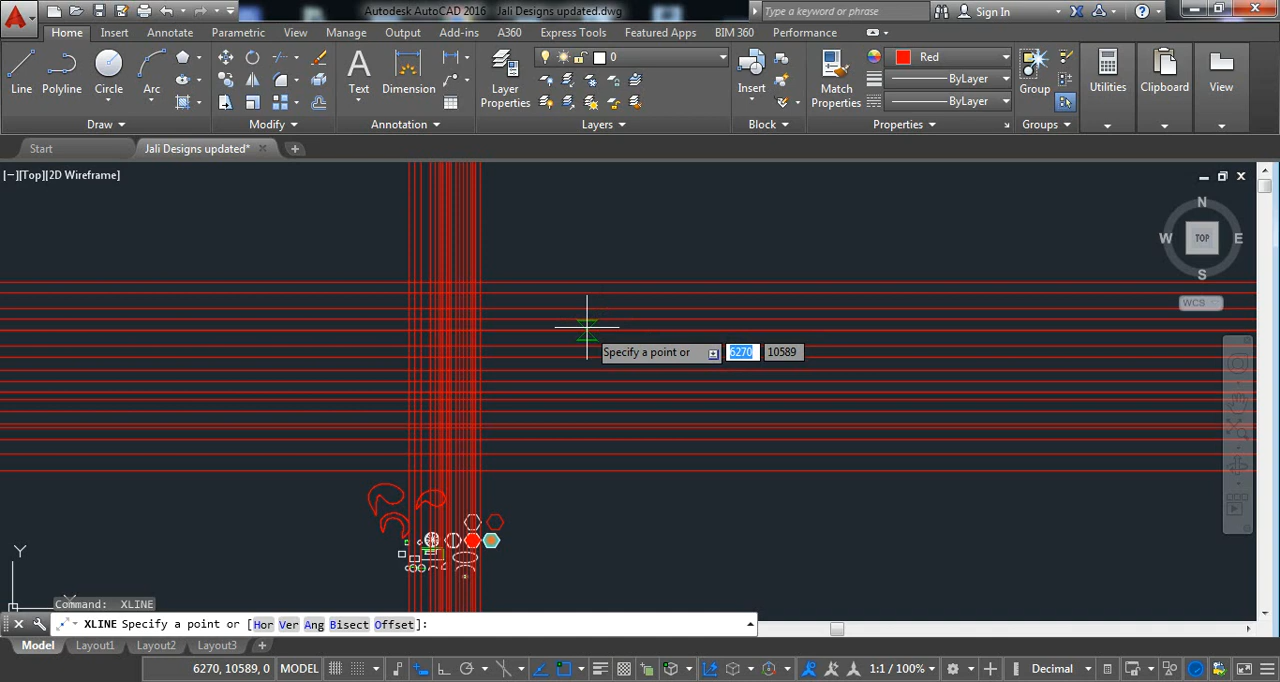 Autodesk AutoCAD 2016 Jali Designs updated.dwg
Type a keyword or phrase
Sign In
Home Insert Annotate Parametric View Manage Output Add-ins A360 Express Tools Featured Apps BIM 360 Performance
Line Polyline Circle Arc
Text Dimension
Layer
Properties
0
Insert
Match
Properties
Red
ByLayer
ByLayer
Group
Utilities Clipboard View
Draw Modify Annotation Layers Block Properties Groups
Start Jali Designs updated*
[−][Top][2D Wireframe]
N
W TOP E
S
WCS
Specify a point or 6270 10589
Y
Command: XLINE
XLINE Specify a point or [Hor Ver Ang Bisect Offset]:
Model Layout1 Layout2 Layout3
6270, 10589, 0 MODEL 1:1 / 100% Decimal